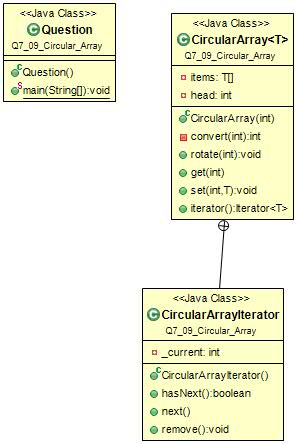 <<Java Class>>
Question
Q7_09_Circular_Array
Question()
main(String[]):void
<<Java Class>>
CircularArray<T>
Q7_09_Circular_Array
items: T[]
head: int
CircularArray(int)
convert(int):int
rotate(int):void
get(int)
set(int,T):void
iterator():Iterator<T>
<<Java Class>>
CircularArrayIterator
Q7_09_Circular_Array
_current: int
CircularArrayIterator()
hasNext():boolean
next()
remove():void